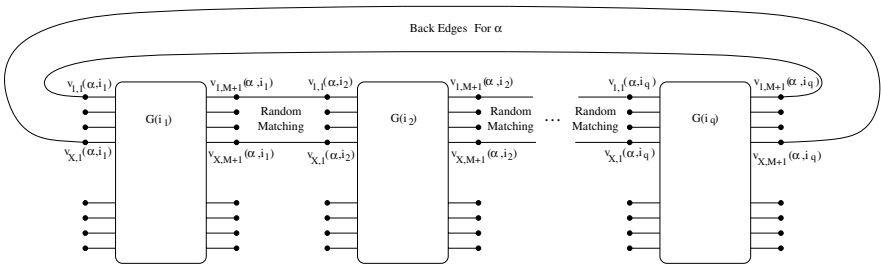 Back Edges For α
v1,1(α,i1) v1,M+1(α,i1) v1,1(α,i2) v1,M+1(α,i2) v1,1(α,iq) v1,M+1(α,iq)
G(i1) Random Matching G(i2) Random Matching ... Random Matching G(iq)
vX,1(α,i1) vX,M+1(α,i1) vX,1(α,i2) vX,M+1(α,i2) vX,1(α,iq) vX,M+1(α,iq)